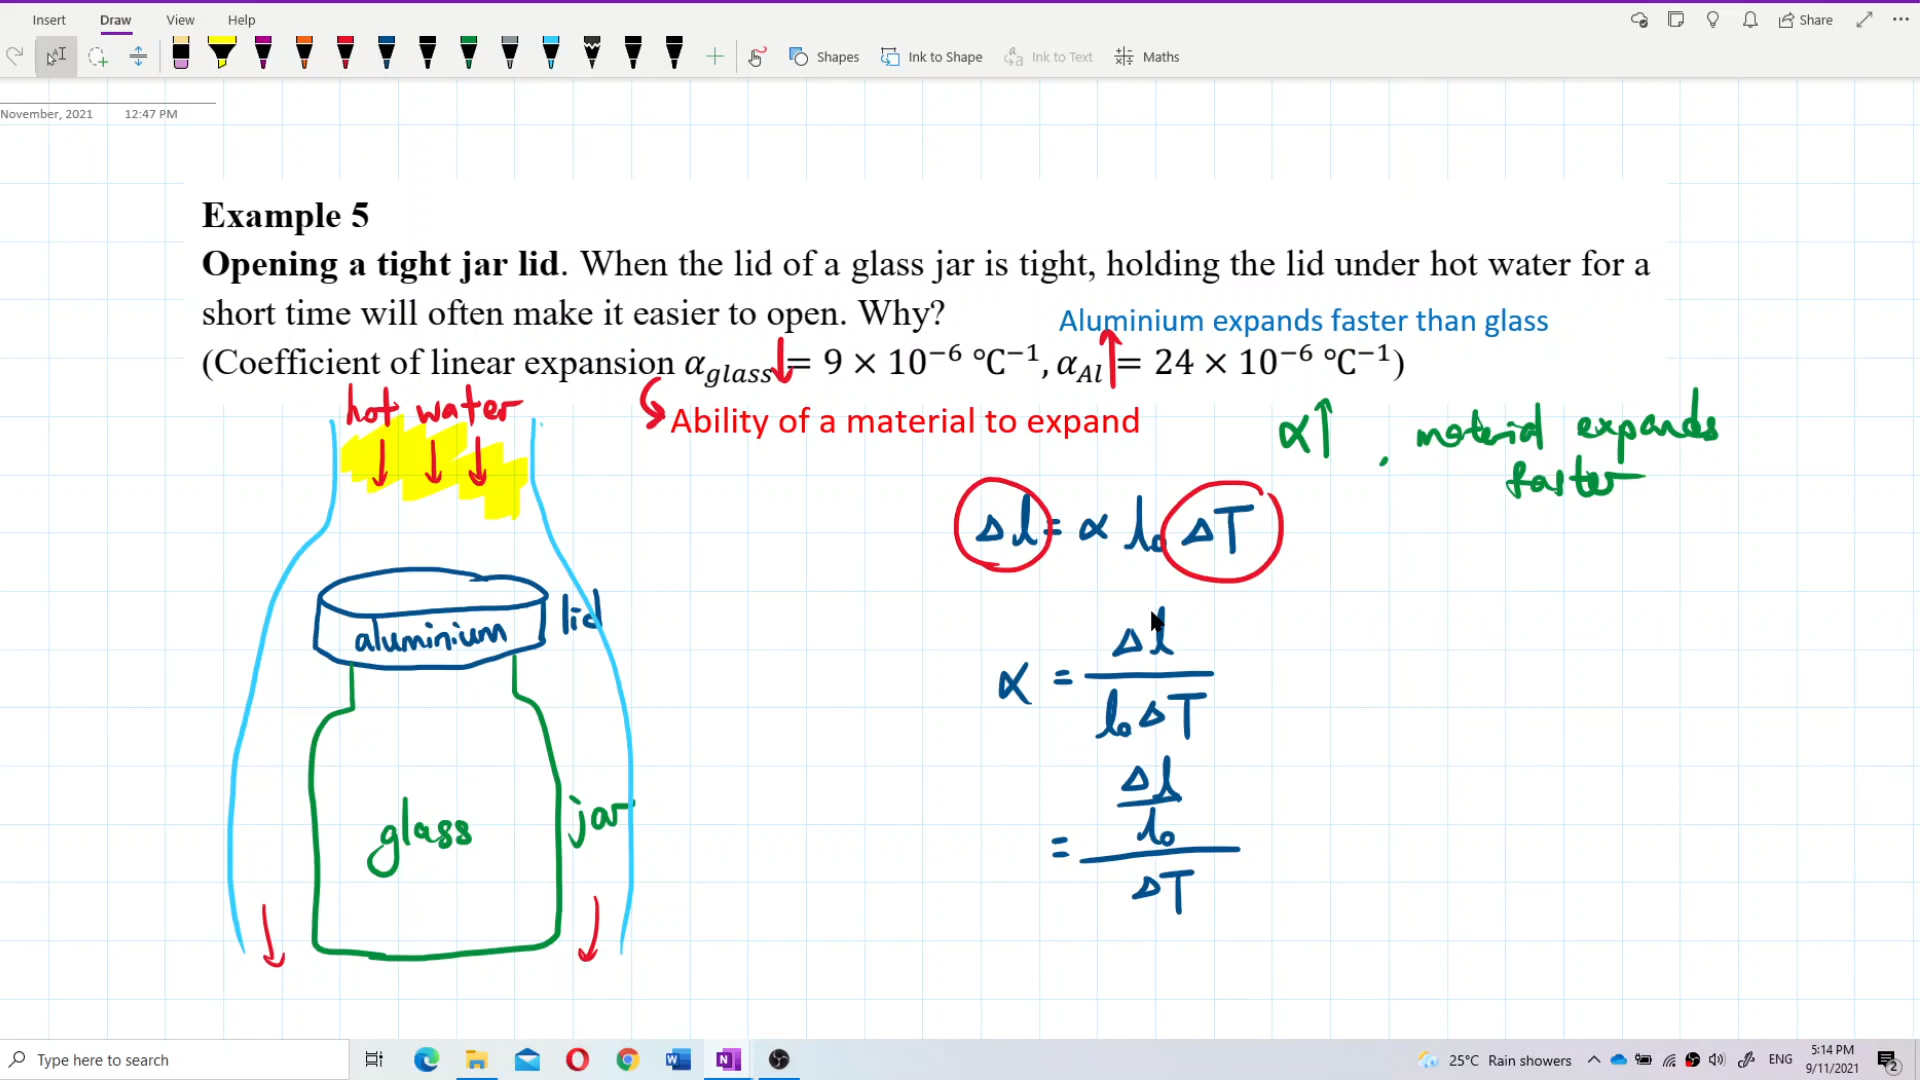 Insert Draw View Help
Share
Shapes Ink to Shape Ink to Text Maths
November, 2021 12:47 PM
Example 5
Opening a tight jar lid. When the lid of a glass jar is tight, holding the lid under hot water for a
short time will often make it easier to open. Why?
Aluminium expands faster than glass
(Coefficient of linear expansion α_glass = 9 × 10⁻⁶ °C⁻¹, α_Al = 24 × 10⁻⁶ °C⁻¹)
hot water
Ability of a material to expand
α↑, material expands
faster
Δl = α l₀ ΔT
lid
aluminium
α = Δl / l₀ΔT
glass
jar
= (Δl / l₀) / ΔT
Type here to search
25°C Rain showers
ENG
5:14 PM
9/11/2021
2